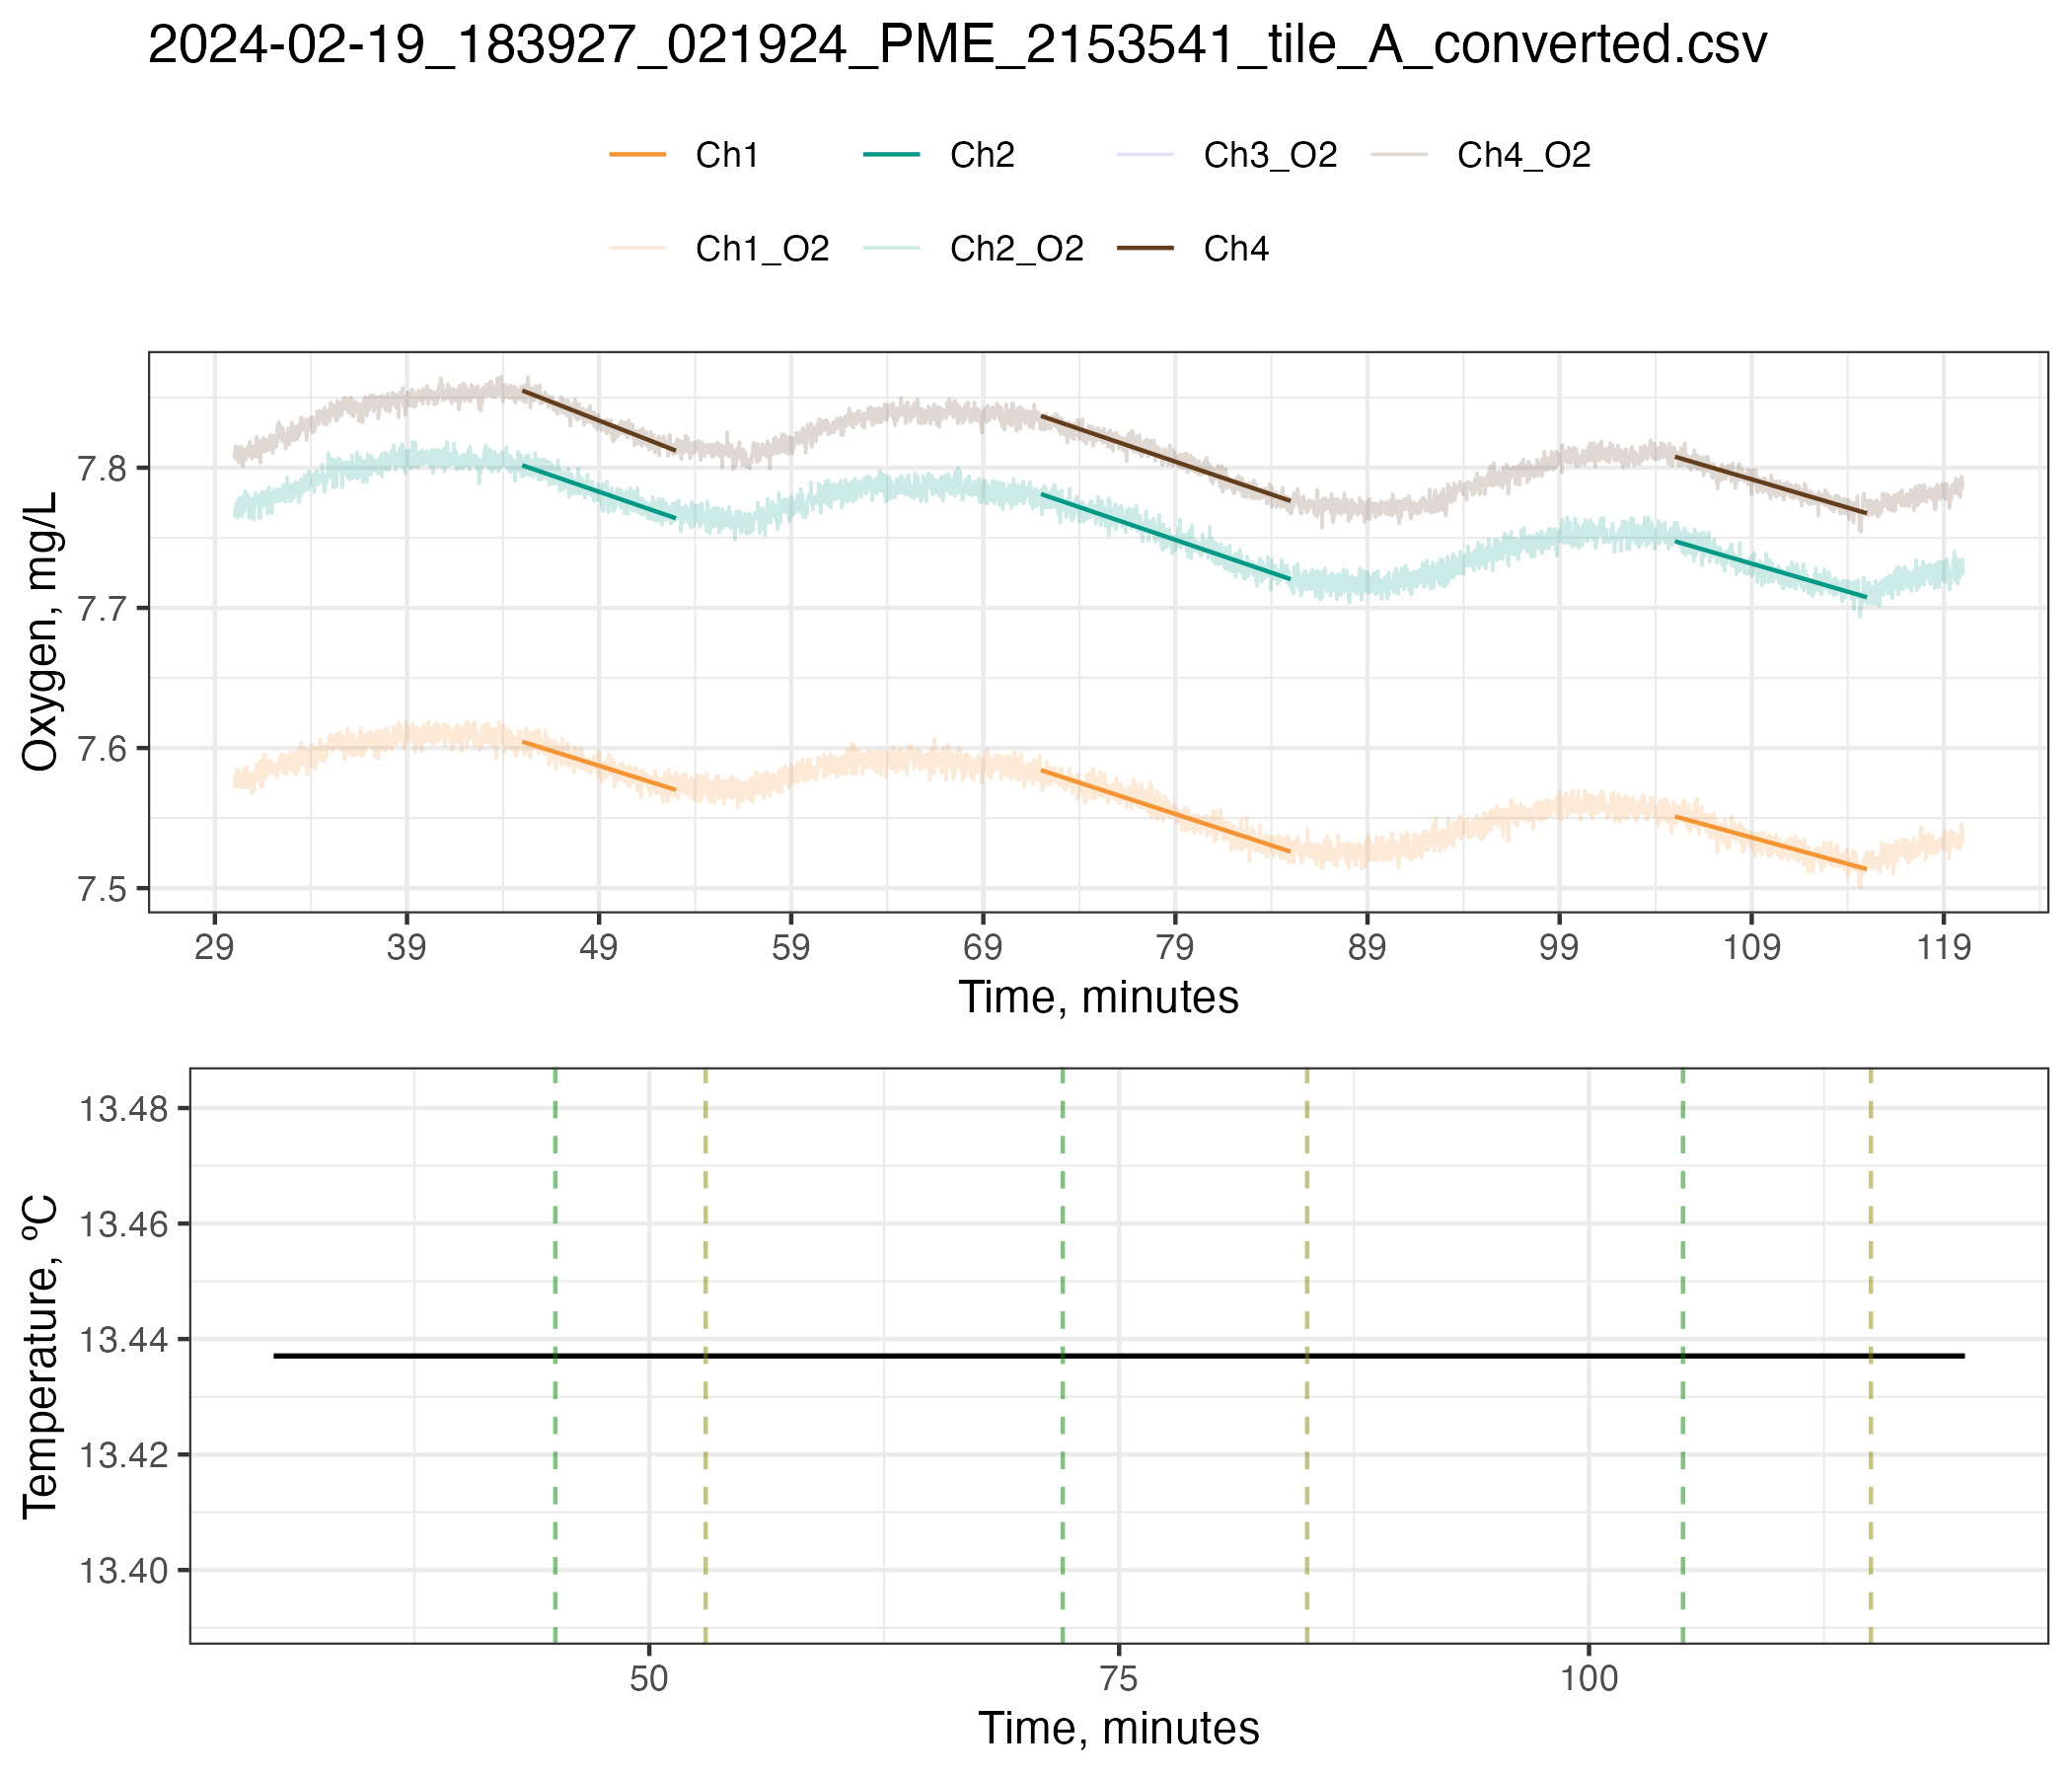 2024-02-19_183927_021924_PME_2153541_tile_A_converted.csv
Ch1 Ch2 Ch3_O2 Ch4_O2
Ch1_O2 Ch2_O2 Ch4
Oxygen, mg/L
7.8
7.7
7.6
7.5
29 39 49 59 69 79 89 99 109 119
Time, minutes
Temperature, ºC
13.48
13.46
13.44
13.42
13.40
50 75 100
Time, minutes